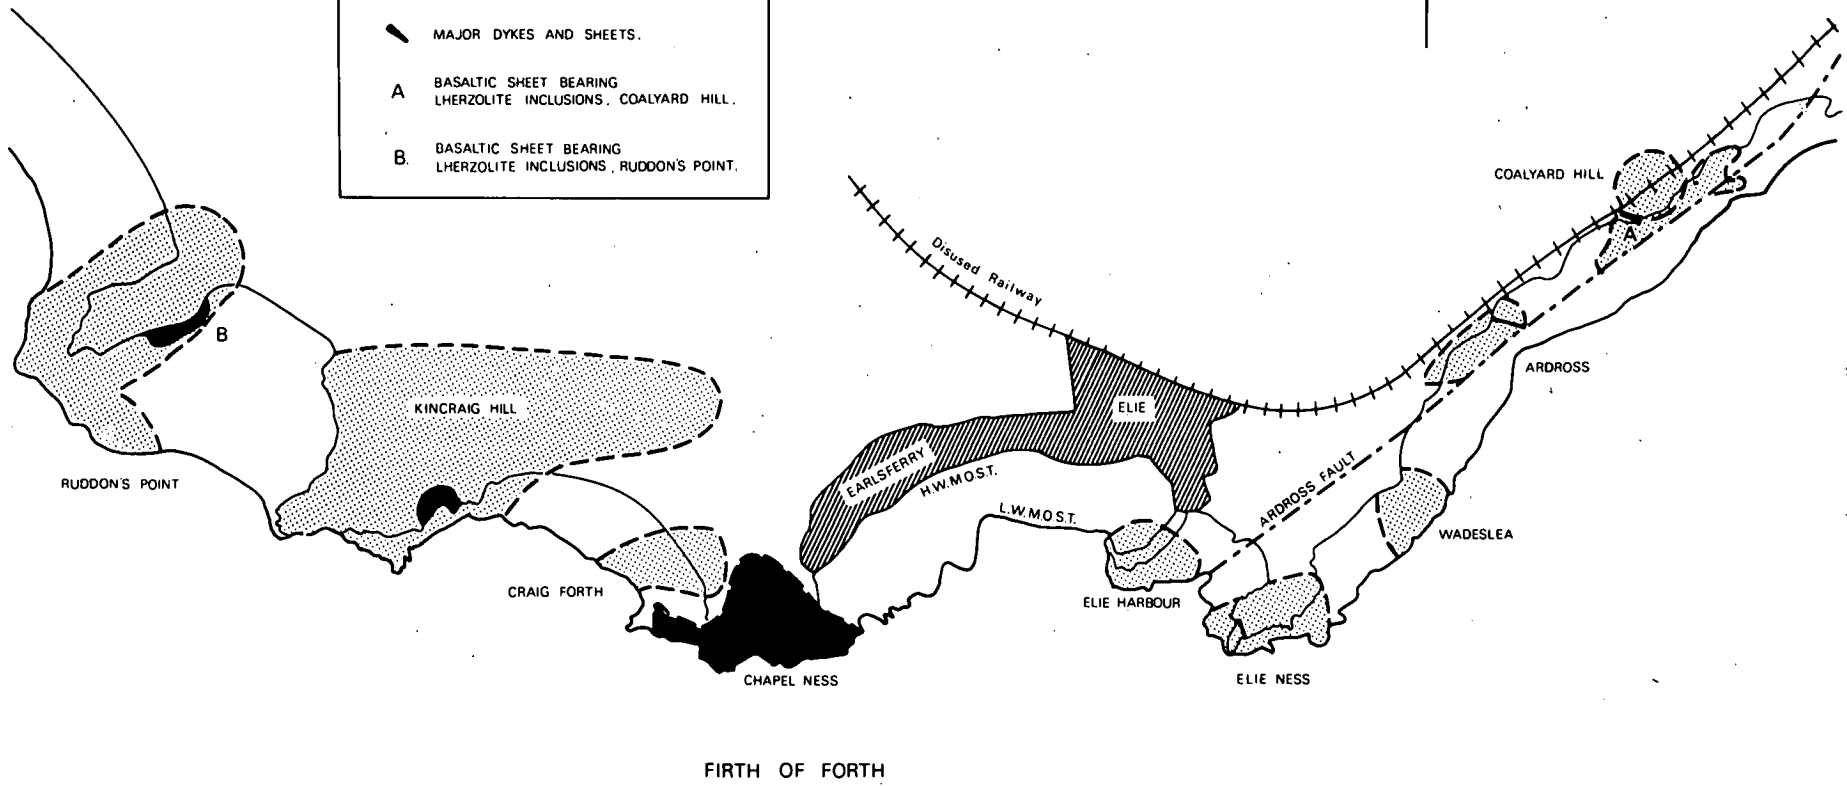 MAJOR DYKES AND SHEETS.
A
BASALTIC SHEET BEARING
LHERZOLITE INCLUSIONS. COALYARD HILL.
B.
BASALTIC SHEET BEARING
LHERZOLITE INCLUSIONS, RUDDON'S POINT.
COALYARD HILL
A
Disused Railway
B
ARDROSS
KINCRAIG HILL
ELIE
EARLSFERRY
H.W.M.O.S.T.
RUDDON'S POINT
L.W.M.O.S.T.
ARDROSS FAULT
WADESLEA
CRAIG FORTH
ELIE HARBOUR
CHAPEL NESS
ELIE NESS
FIRTH OF FORTH